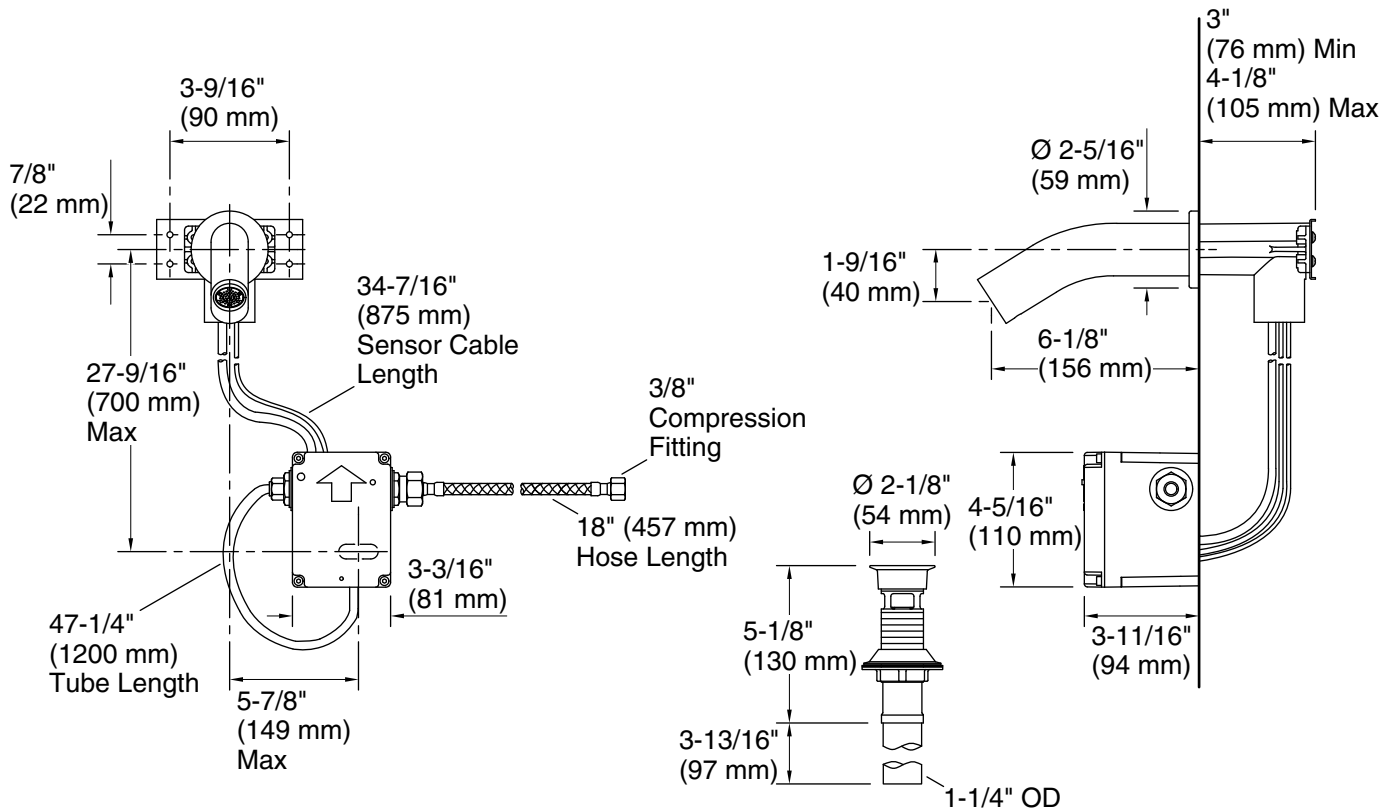 3-9/16"
(90 mm)
7/8"
(22 mm)
34-7/16"
(875 mm)
Sensor Cable
Length
27-9/16"
(700 mm)
Max
3/8"
Compression
Fitting
18" (457 mm)
Hose Length
3-3/16"
(81 mm)
47-1/4"
(1200 mm)
Tube Length
5-7/8"
(149 mm)
Max
3"
(76 mm) Min
4-1/8"
(105 mm) Max
Ø 2-5/16"
(59 mm)
1-9/16"
(40 mm)
6-1/8"
(156 mm)
Ø 2-1/8"
(54 mm)
4-5/16"
(110 mm)
5-1/8"
(130 mm)
3-11/16"
(94 mm)
3-13/16"
(97 mm)
1-1/4" OD